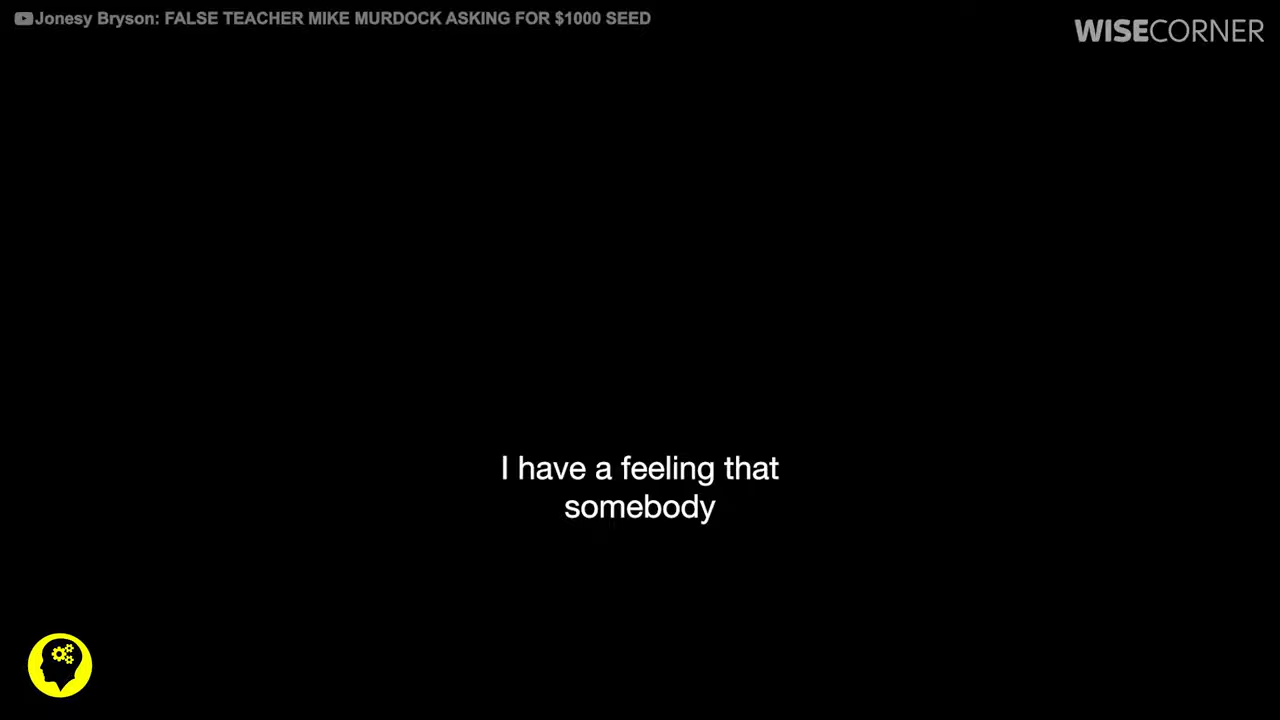 Jonesy Bryson: FALSE TEACHER MIKE MURDOCK ASKING FOR $1000 SEED
WISECORNER
I have a feeling that
somebody